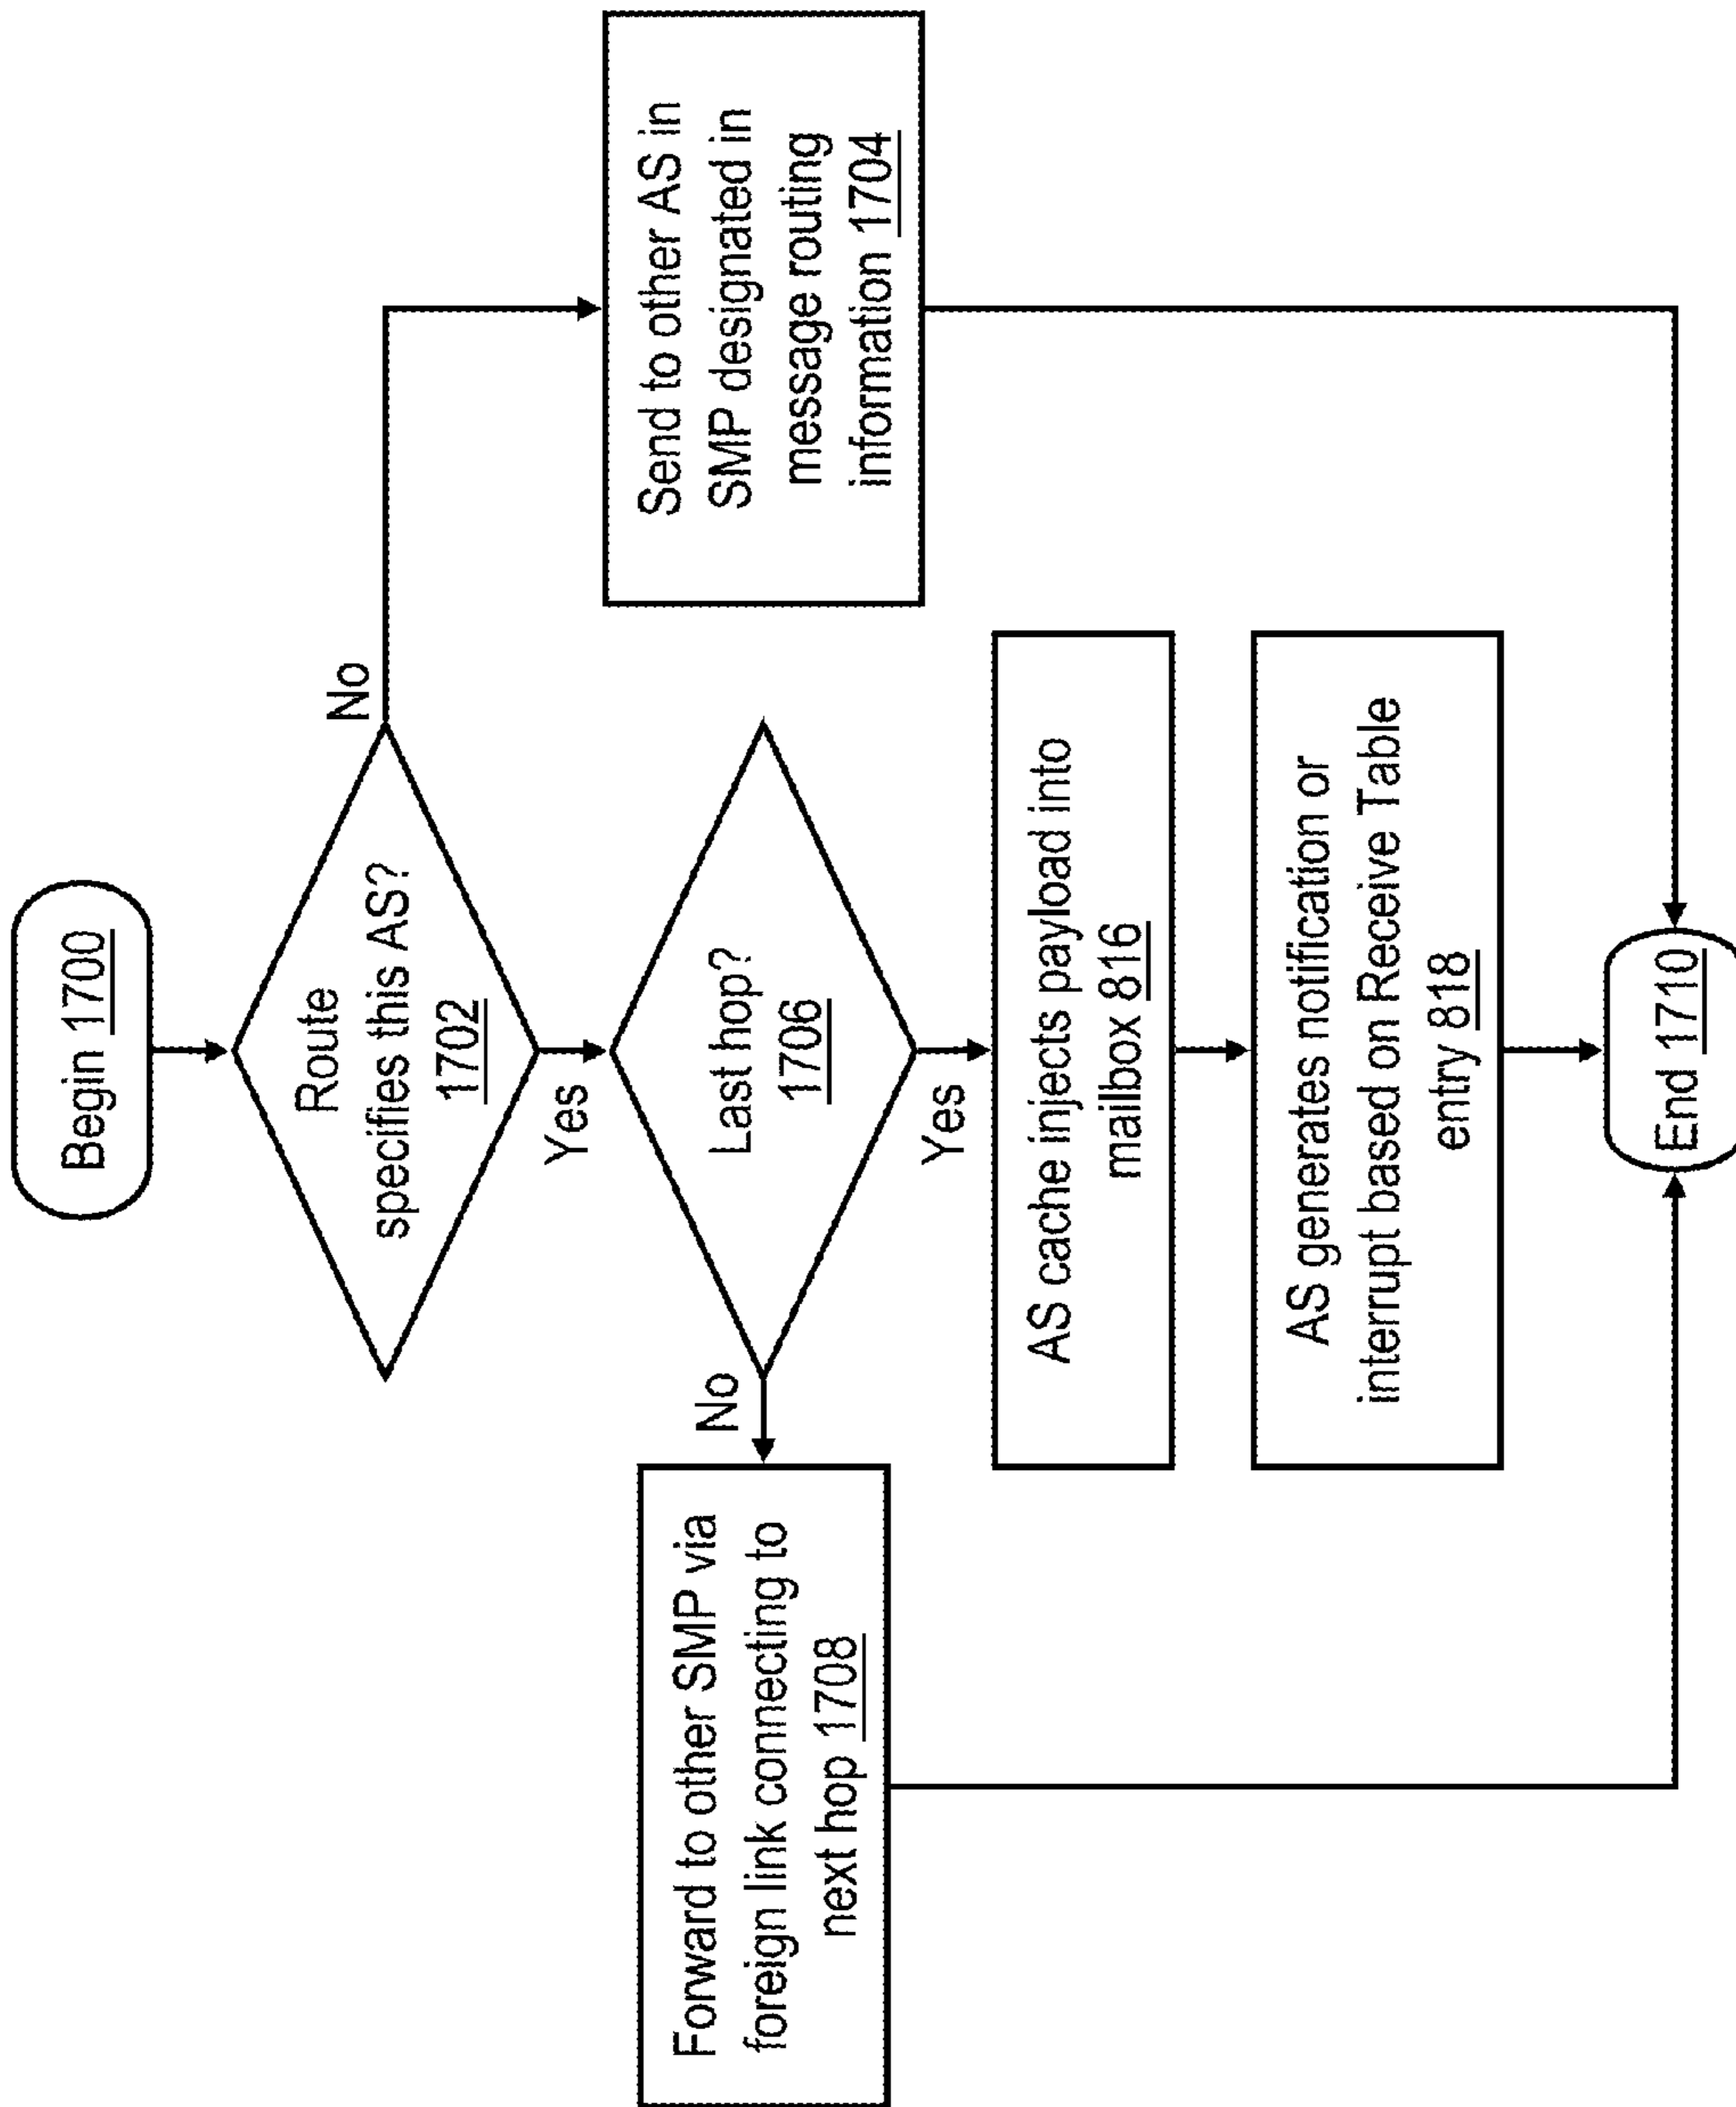 Begin 1700
Route
specifies this AS?
1702
No
Yes
Send to other AS in
SMP designated in
message routing
information 1704
Last hop?
1706
No
Yes
Forward to other SMP via
foreign link connecting to
next hop 1708
AS cache injects payload into
mailbox 816
AS generates notification or
interrupt based on Receive Table
entry 818
End 1710